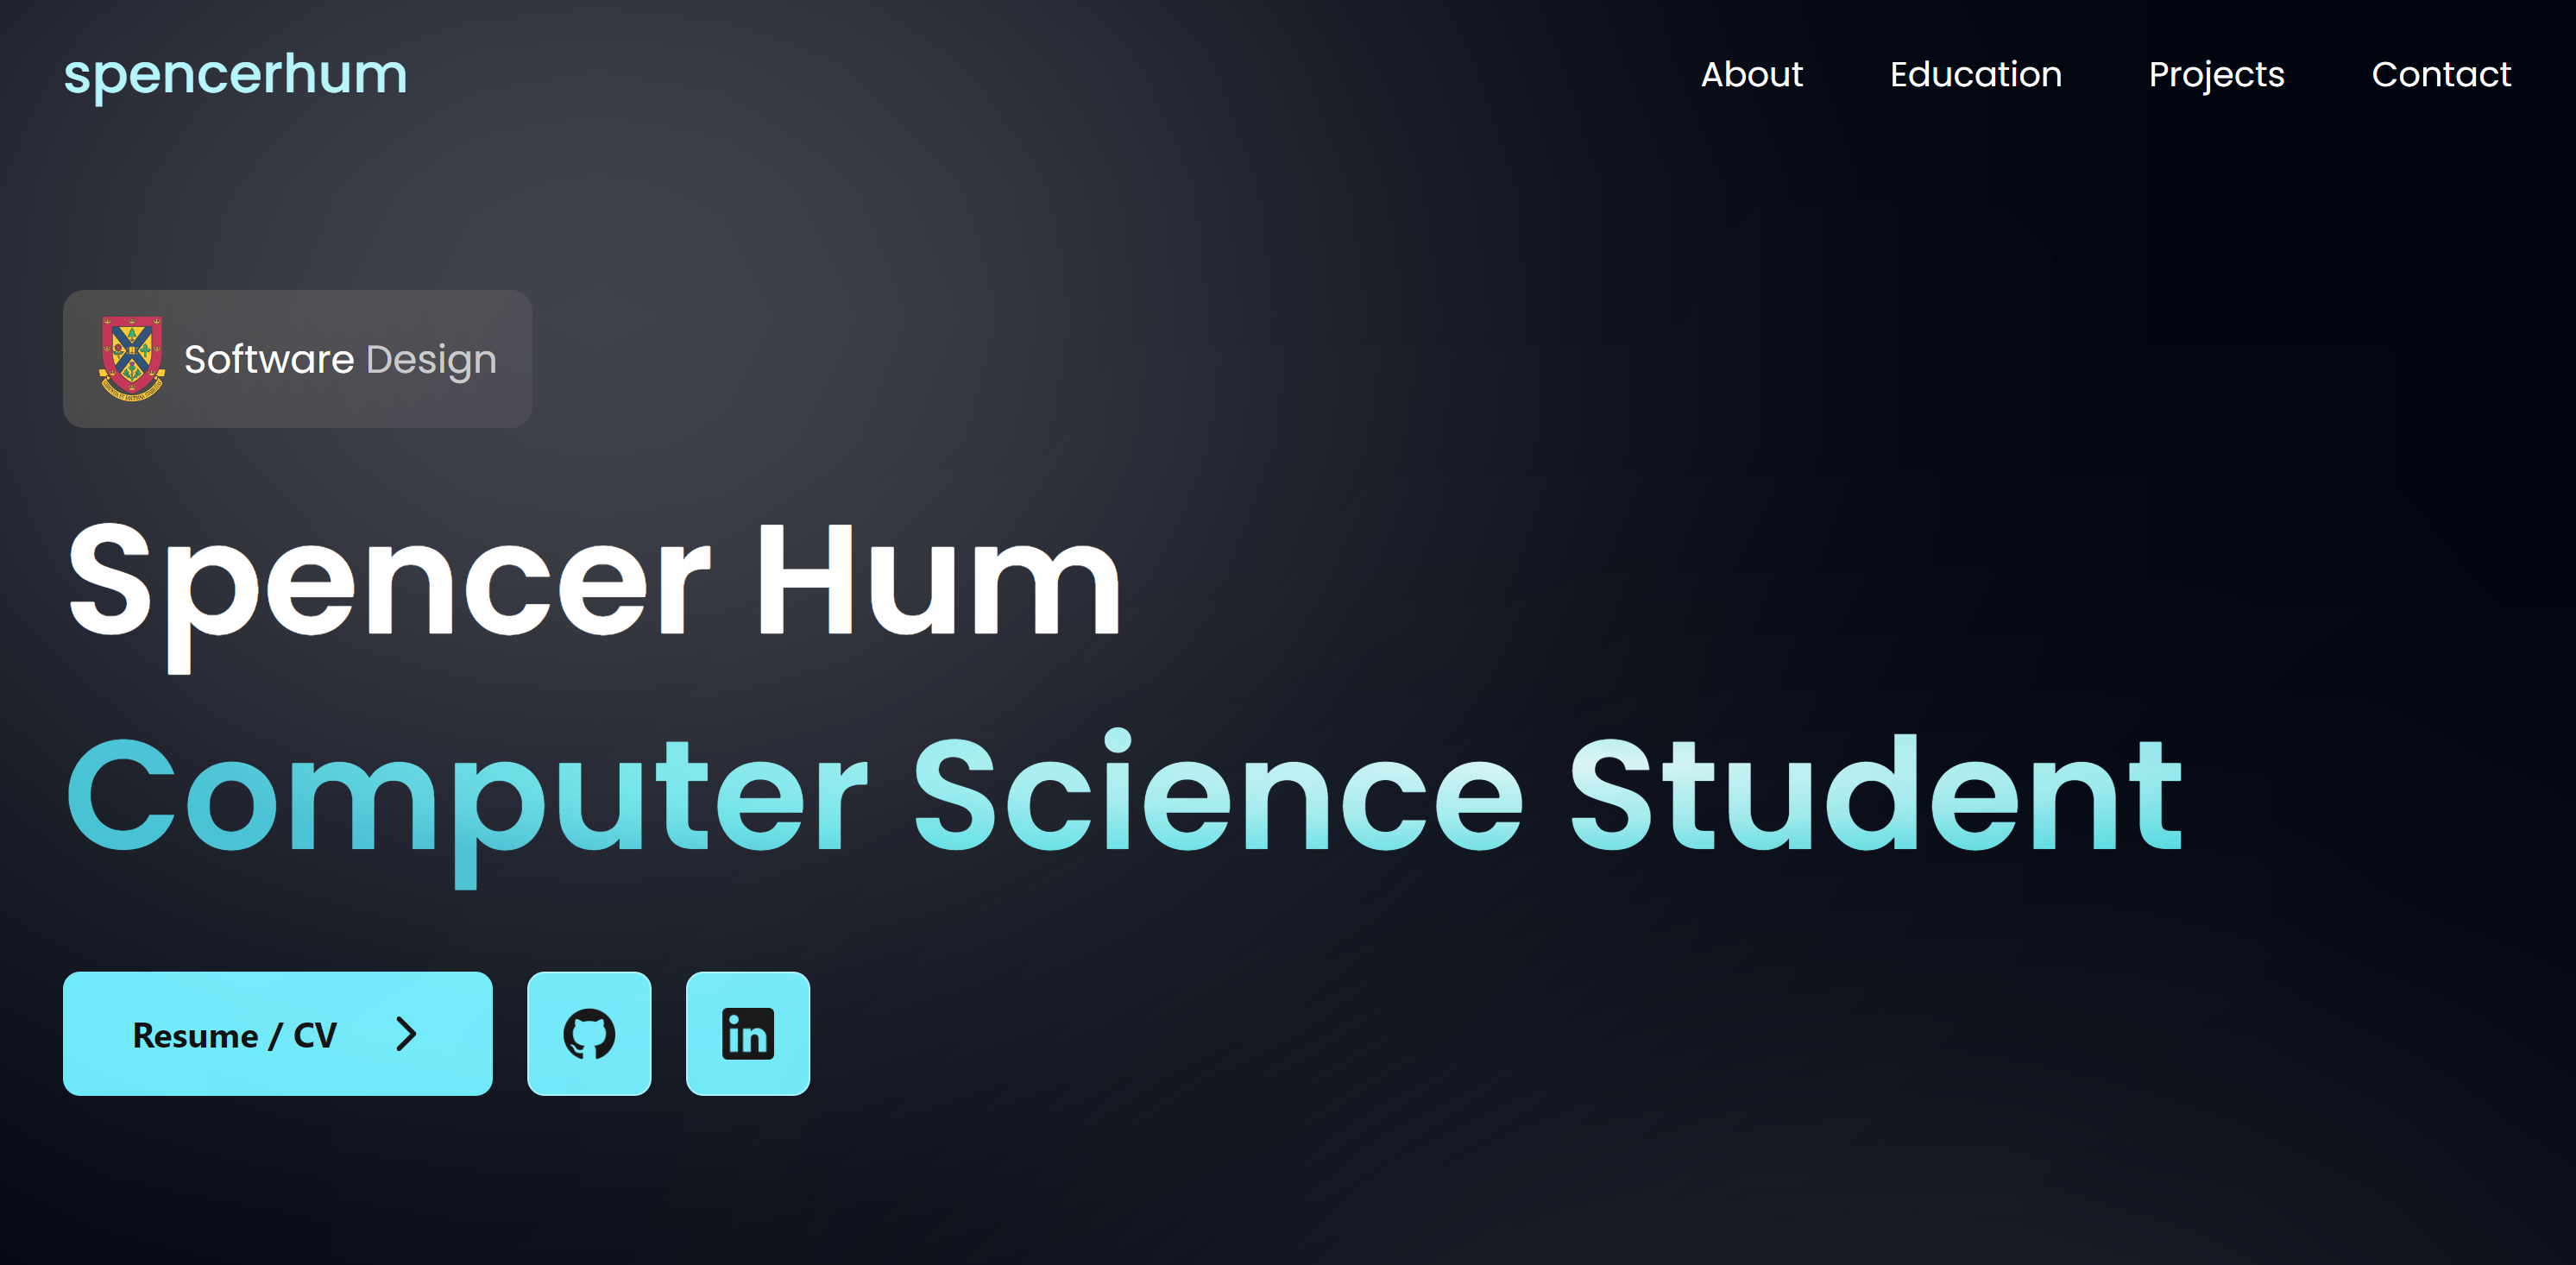 spencerhum
About Education Projects Contact
Software Design
Spencer Hum
Computer Science Student
Resume / CV
in